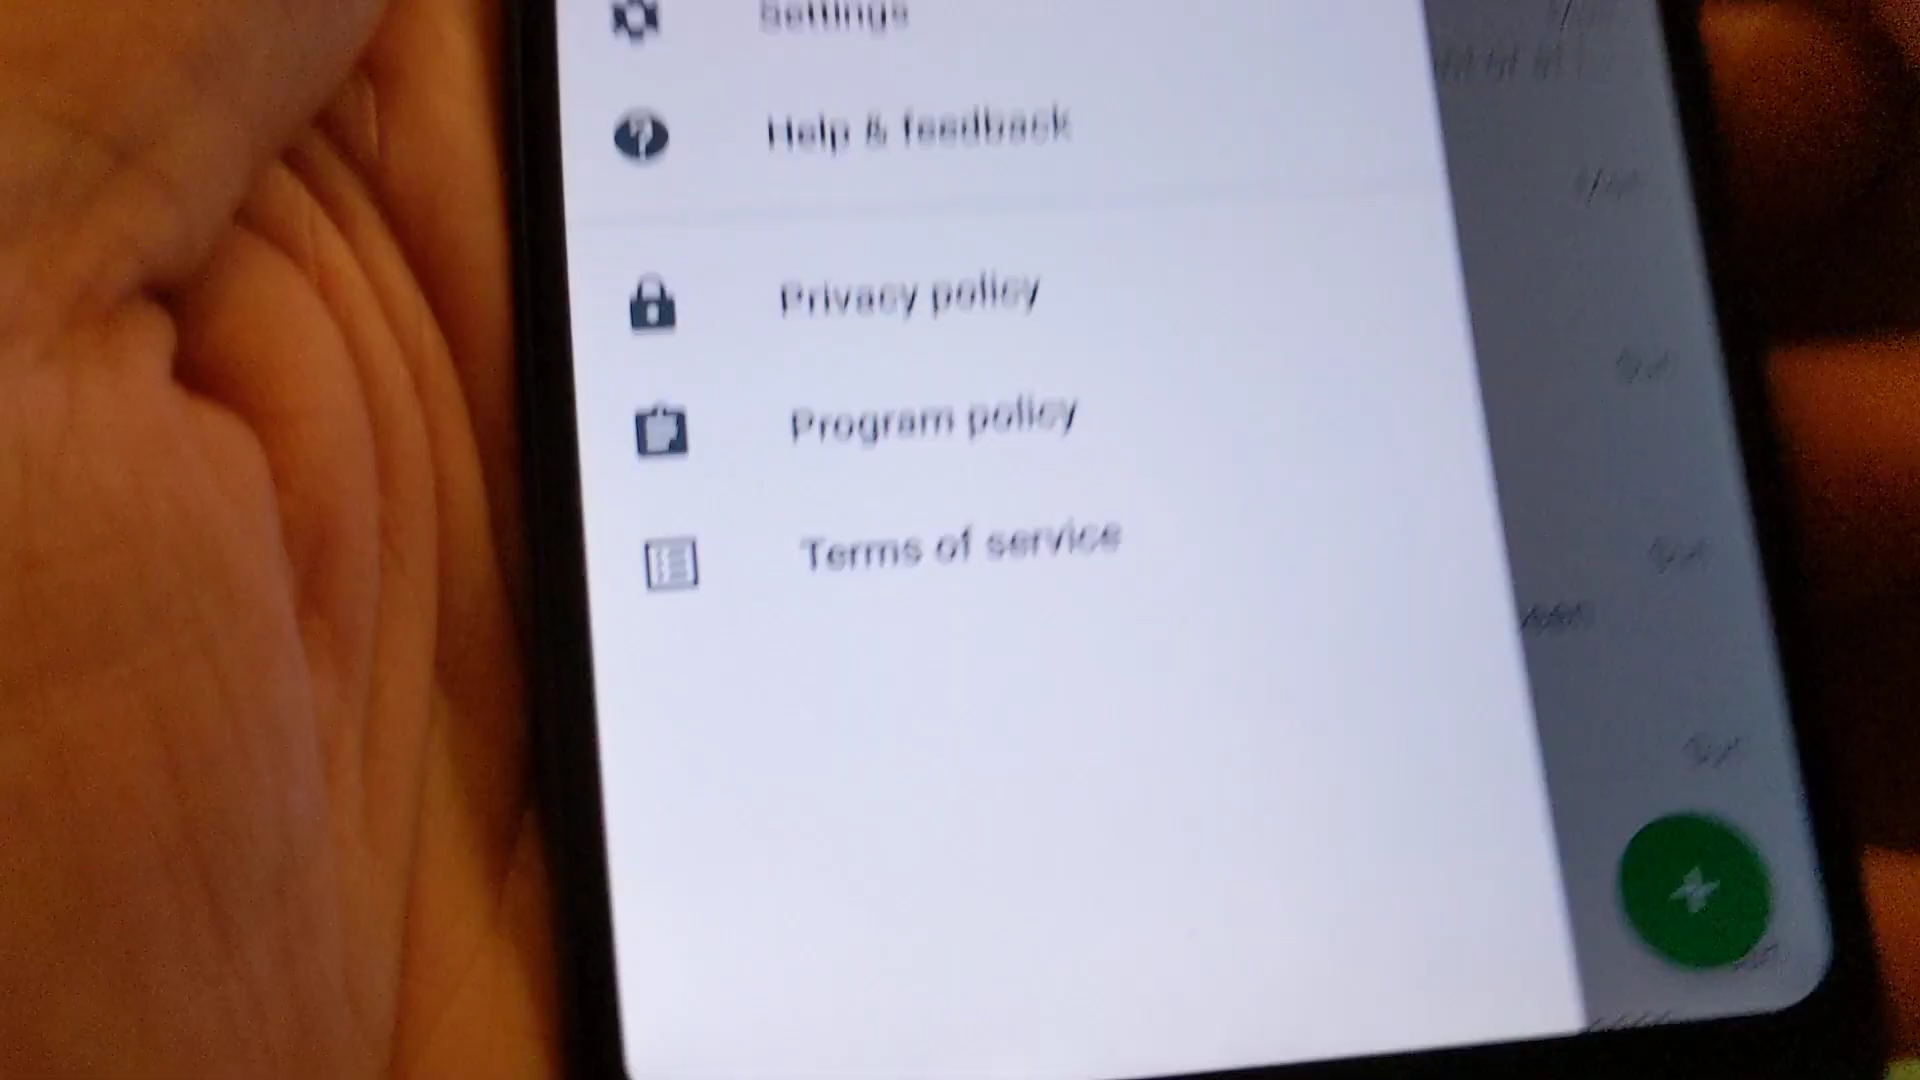 Settings
Help & feedback
Privacy policy
Program policy
Terms of service